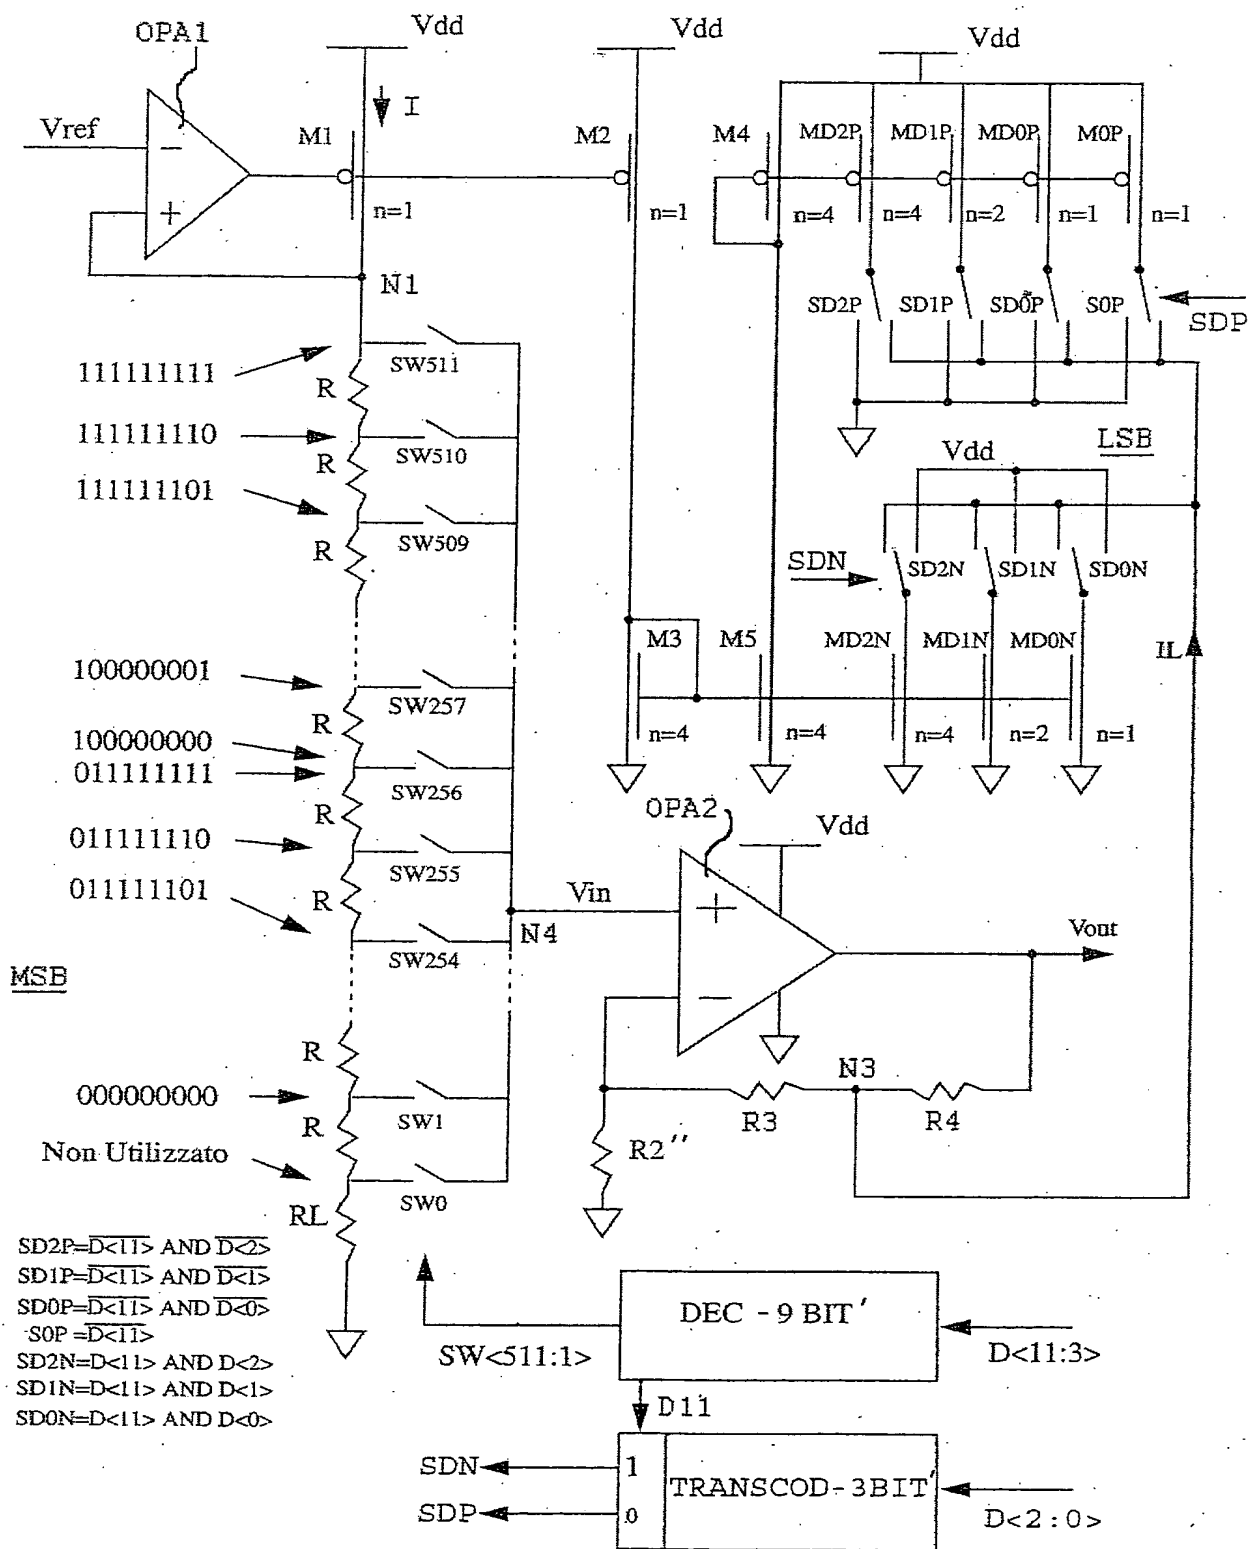 OPA1
Vdd
Vdd
Vdd
I
Vref
−
+
M1
M2
M4
MD2P
MD1P
MD0P
M0P
n=1
n=1
n=4
n=4
n=2
n=1
n=1
N1
SD2P
SD1P
SD0P
S0P
SDP
SW511
111111111
R
111111110
SW510
R
111111101
SW509
R
LSB
Vdd
SDN
SD2N
SD1N
SD0N
M3
M5
MD2N
MD1N
MD0N
IL
n=4
n=4
n=4
n=2
n=1
100000001
SW257
R
100000000
011111111
SW256
R
011111110
SW255
R
011111101
SW254
OPA2
Vdd
Vin
N4
+
−
Vout
MSB
R
000000000
SW1
R
Non Utilizzato
SW0
RL
N3
R3
R4
R2''
SD2P=D<11> AND D<2>
SD1P=D<11> AND D<1>
SD0P=D<11> AND D<0>
S0P=D<11>
SD2N=D<11> AND D<2>
SD1N=D<11> AND D<1>
SD0N=D<11> AND D<0>
DEC - 9 BIT'
SW<511:1>
D<11:3>
D11
SDN
1
TRANSCOD-3BIT'
SDP
0
D<2:0>